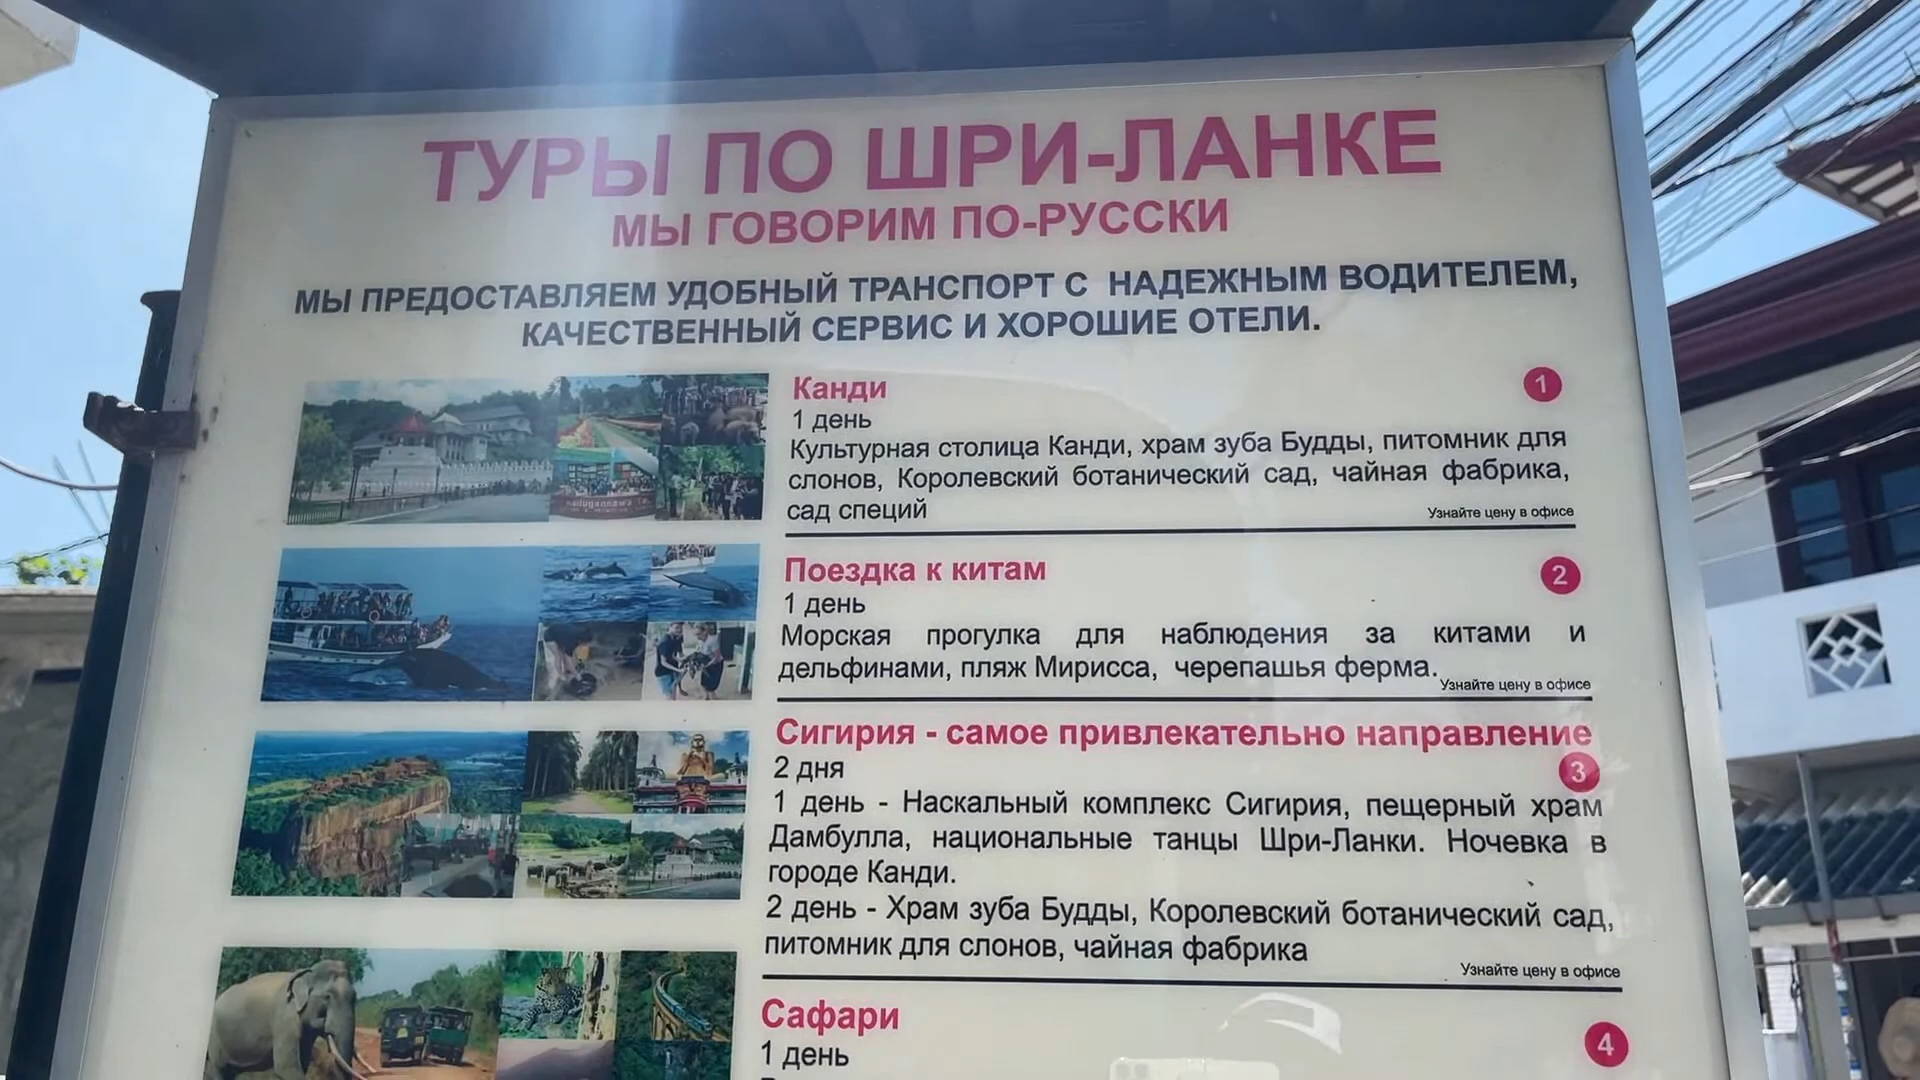 ТУРЫ ПО ШРИ-ЛАНКЕ
МЫ ГОВОРИМ ПО-РУССКИ
МЫ ПРЕДОСТАВЛЯЕМ УДОБНЫЙ ТРАНСПОРТ С НАДЕЖНЫМ ВОДИТЕЛЕМ,
КАЧЕСТВЕННЫЙ СЕРВИС И ХОРОШИЕ ОТЕЛИ.
Канди
1
1 день
Культурная столица Канди, храм зуба Будды, питомник для
слонов, Королевский ботанический сад, чайная фабрика,
сад специй
Узнайте цену в офисе
Поездка к китам
2
1 день
Морская прогулка для наблюдения за китами и
дельфинами, пляж Мирисса, черепашья ферма.
Узнайте цену в офисе
Сигирия - самое привлекательно направление
3
2 дня
1 день - Наскальный комплекс Сигирия, пещерный храм
Дамбулла, национальные танцы Шри-Ланки. Ночевка в
городе Канди.
2 день - Храм зуба Будды, Королевский ботанический сад,
питомник для слонов, чайная фабрика
Узнайте цену в офисе
Сафари
4
1 день